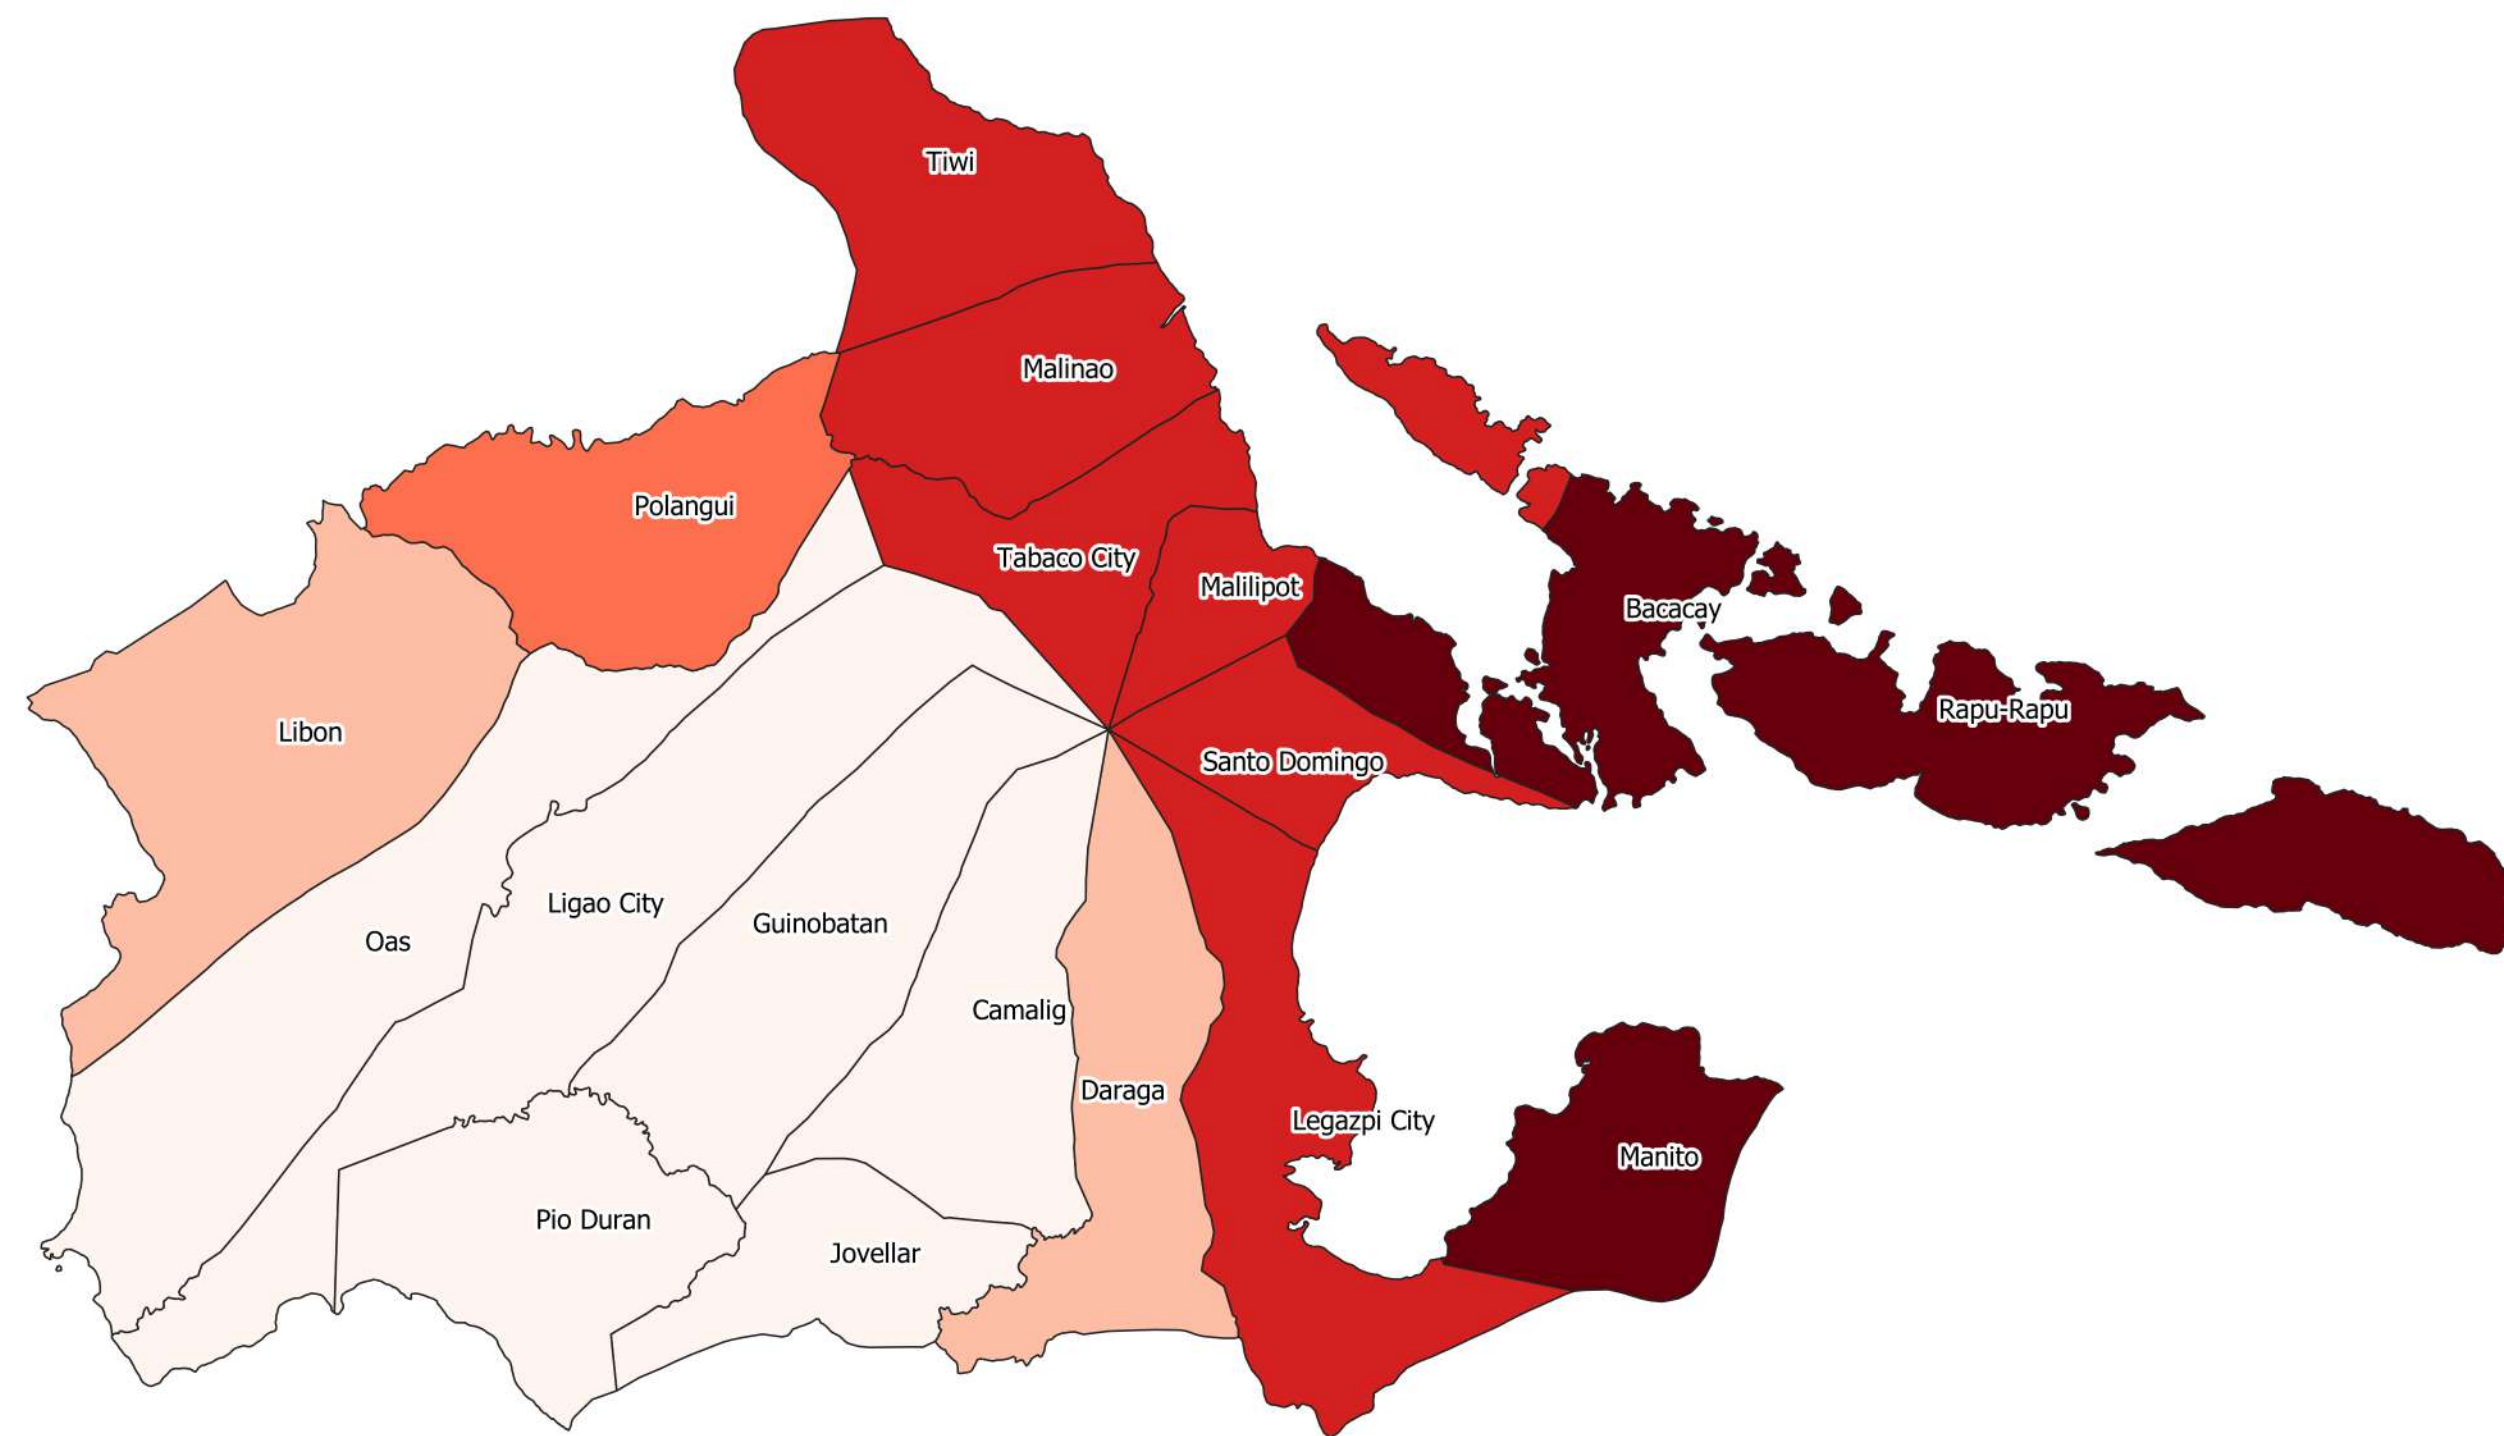 Tiwi
Malinao
Polangui
Tabaco City
Malilipot
Bacacay
Rapu-Rapu
Libon
Santo Domingo
Ligao City
Guinobatan
Oas
Camalig
Daraga
Legazpi City
Manito
Pio Duran
Jovellar